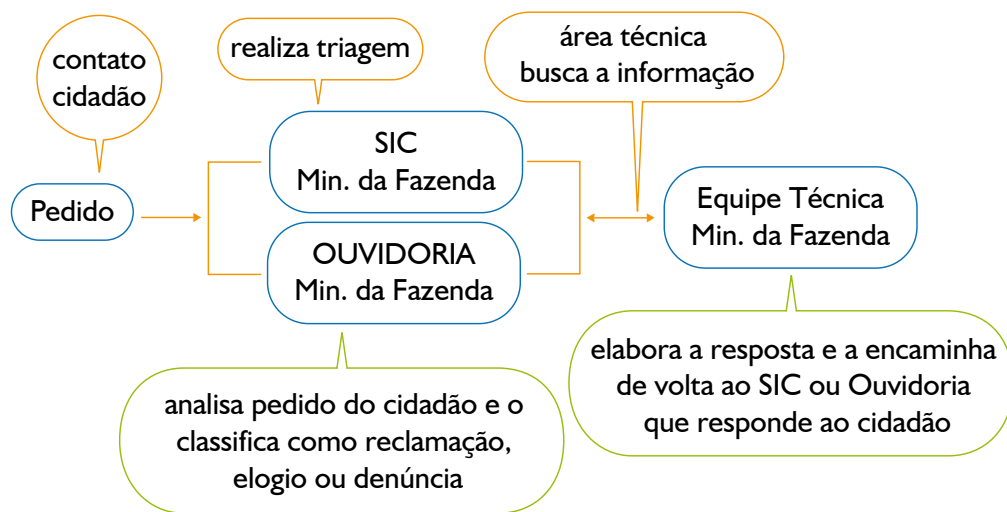 contato
cidadão
realiza triagem
área técnica
busca a informação
Pedido
SIC
Min. da Fazenda
OUVIDORIA
Min. da Fazenda
Equipe Técnica
Min. da Fazenda
analisa pedido do cidadão e o
classifica como reclamação,
elogio ou denúncia
elabora a resposta e a encaminha
de volta ao SIC ou Ouvidoria
que responde ao cidadão